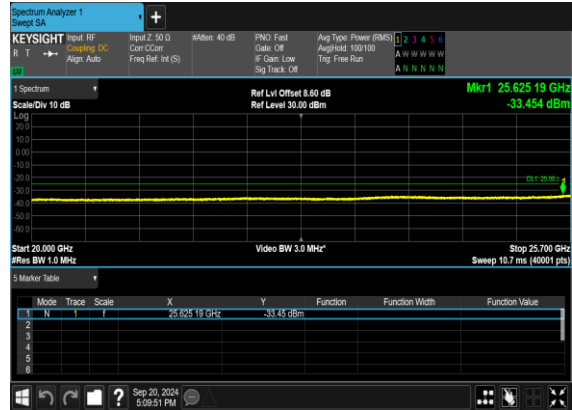 Spectrum Analyzer 1
Swept SA
+
KEYSIGHT Input: RF Input Z: 50 Ω #Atten: 40 dB PNO: Fast Avg Type: Power (RMS) 1 2 3 4 5 6
R T Coupling: DC Corr CCorr Gate: Off Avg|Hold: 100/100 A W W W W W
Align: Auto Freq Ref: Int (S) IF Gain: Low Trig: Free Run
Sig Track: Off A N N N N N
1 Spectrum
Ref Lvl Offset 8.60 dB Mkr1 25.625 19 GHz
Scale/Div 10 dB Ref Level 30.00 dBm -33.454 dBm
Log
20.0
10.0
0.00
-10.0
-20.0
DL1 -25.00
-30.0
-40.0
-50.0
-60.0
Start 20.000 GHz Video BW 3.0 MHz* Stop 25.700 GHz
#Res BW 1.0 MHz Sweep 10.7 ms (40001 pts)
5 Marker Table
Mode Trace Scale X Y Function Function Width Function Value
1 N 1 f 25.625 19 GHz -33.45 dBm
2
3
4
5
6
? Sep 20, 2024
5:09:51 PM